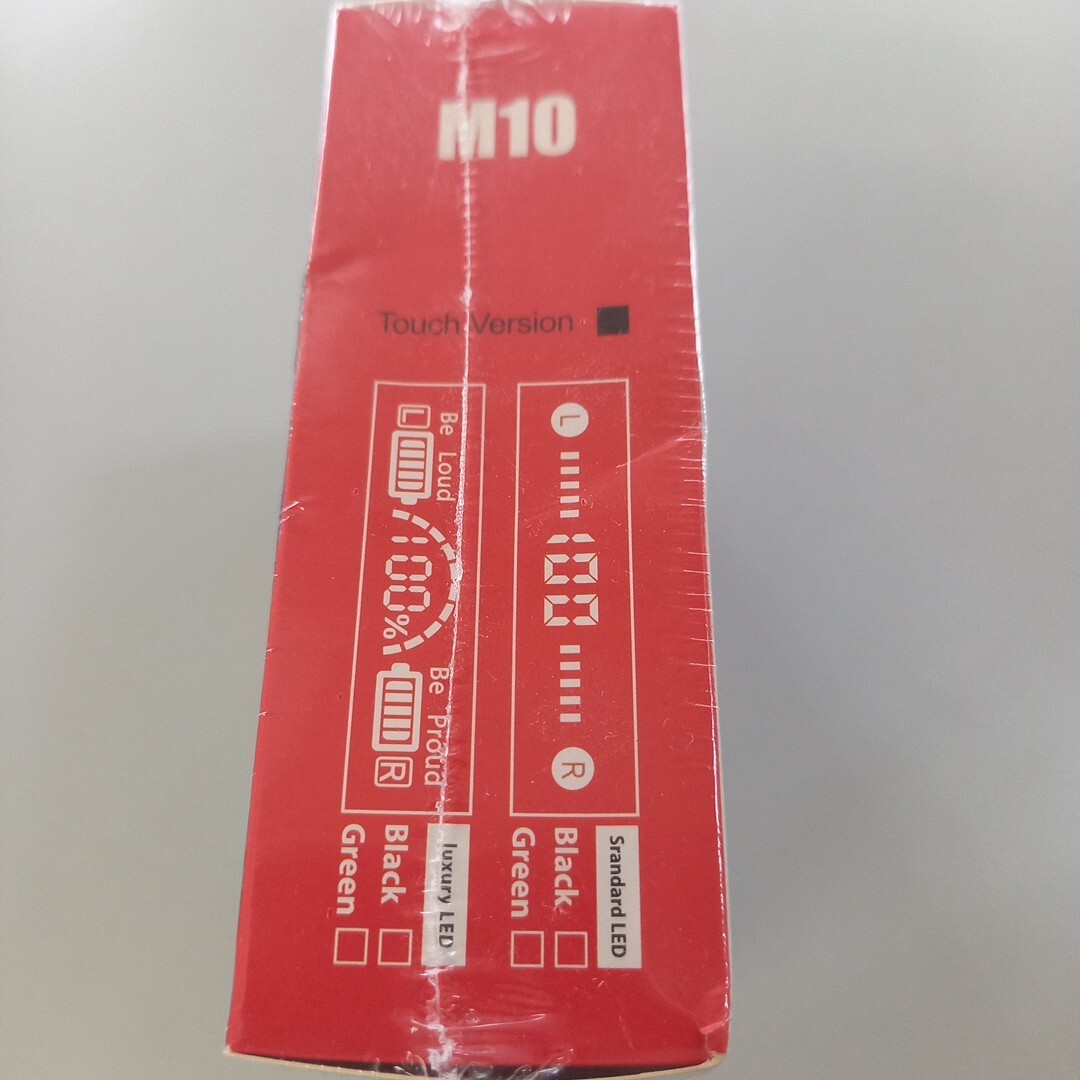 M10
Touch Version
L
100
R
Srandard LED
Black
Green
Be Loud
Be Proud
L
100%
R
luxury LED
Black
Green